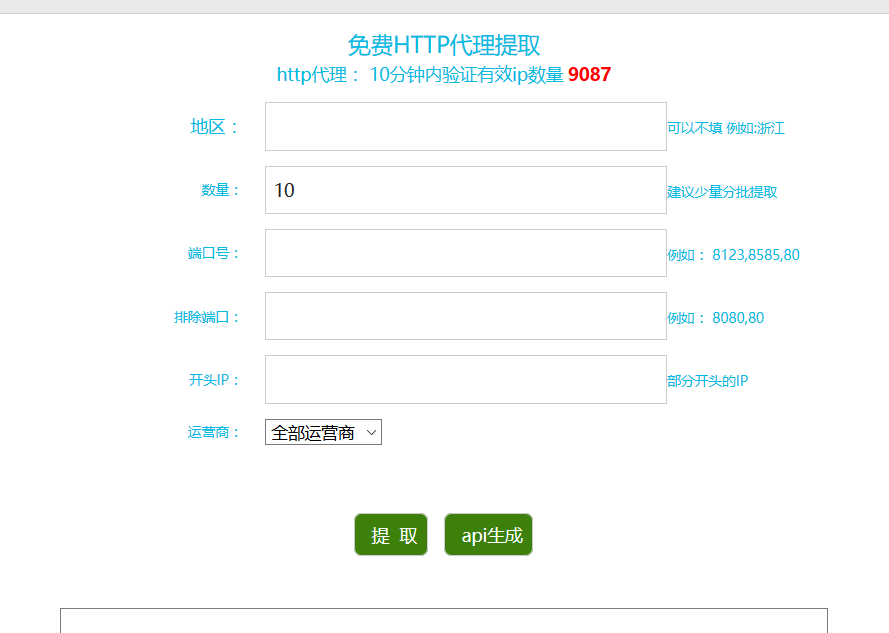 免费HTTP代理提取
http代理： 10分钟内验证有效ip数量 9087
地区： 可以不填 例如:浙江
数量： 10 建议少量分批提取
端口号： 例如： 8123,8585,80
排除端口： 例如： 8080,80
开头IP： 部分开头的IP
运营商： 全部运营商
提 取 api生成